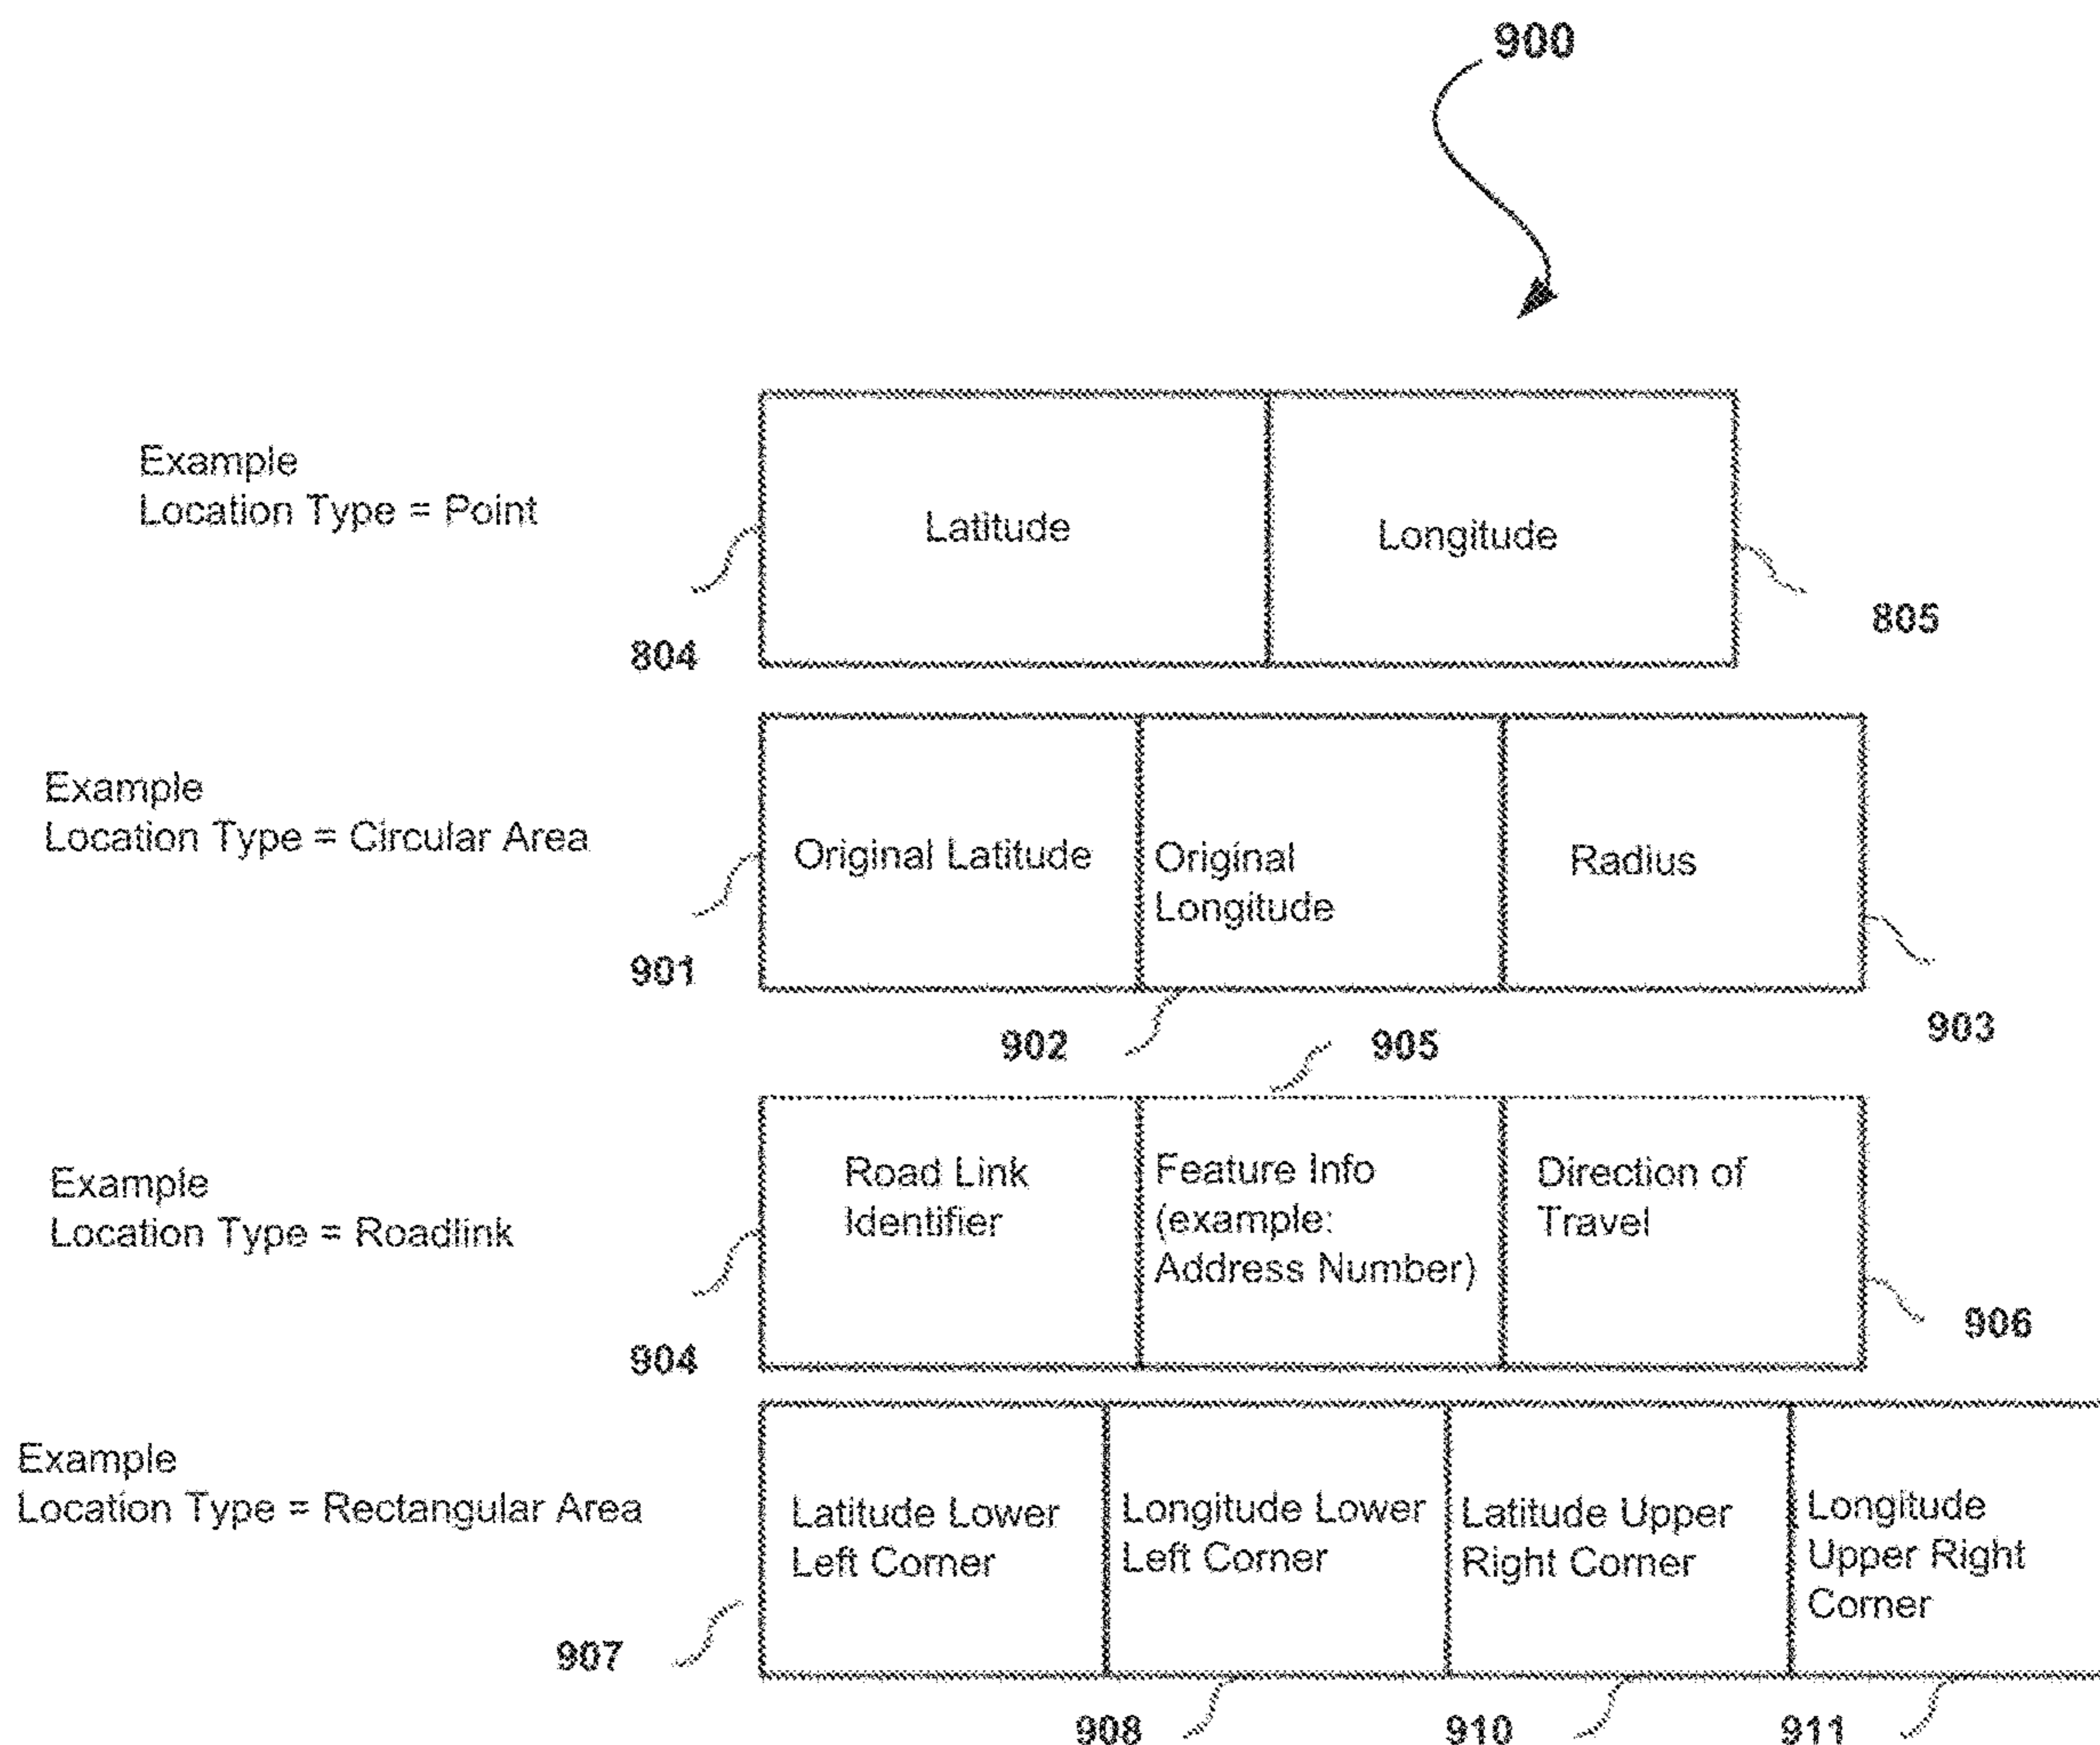 900
Example
Location Type = Point
Latitude
Longitude
804
805
Example
Location Type = Circular Area
Original Latitude
Original
Longitude
Radius
901
902
903
905
Example
Location Type = Roadlink
Road Link
Identifier
Feature Info
(example:
Address Number)
Direction of
Travel
904
906
Example
Location Type = Rectangular Area
Latitude Lower
Left Corner
Longitude Lower
Left Corner
Latitude Upper
Right Corner
Longitude
Upper Right
Corner
907
908
910
911